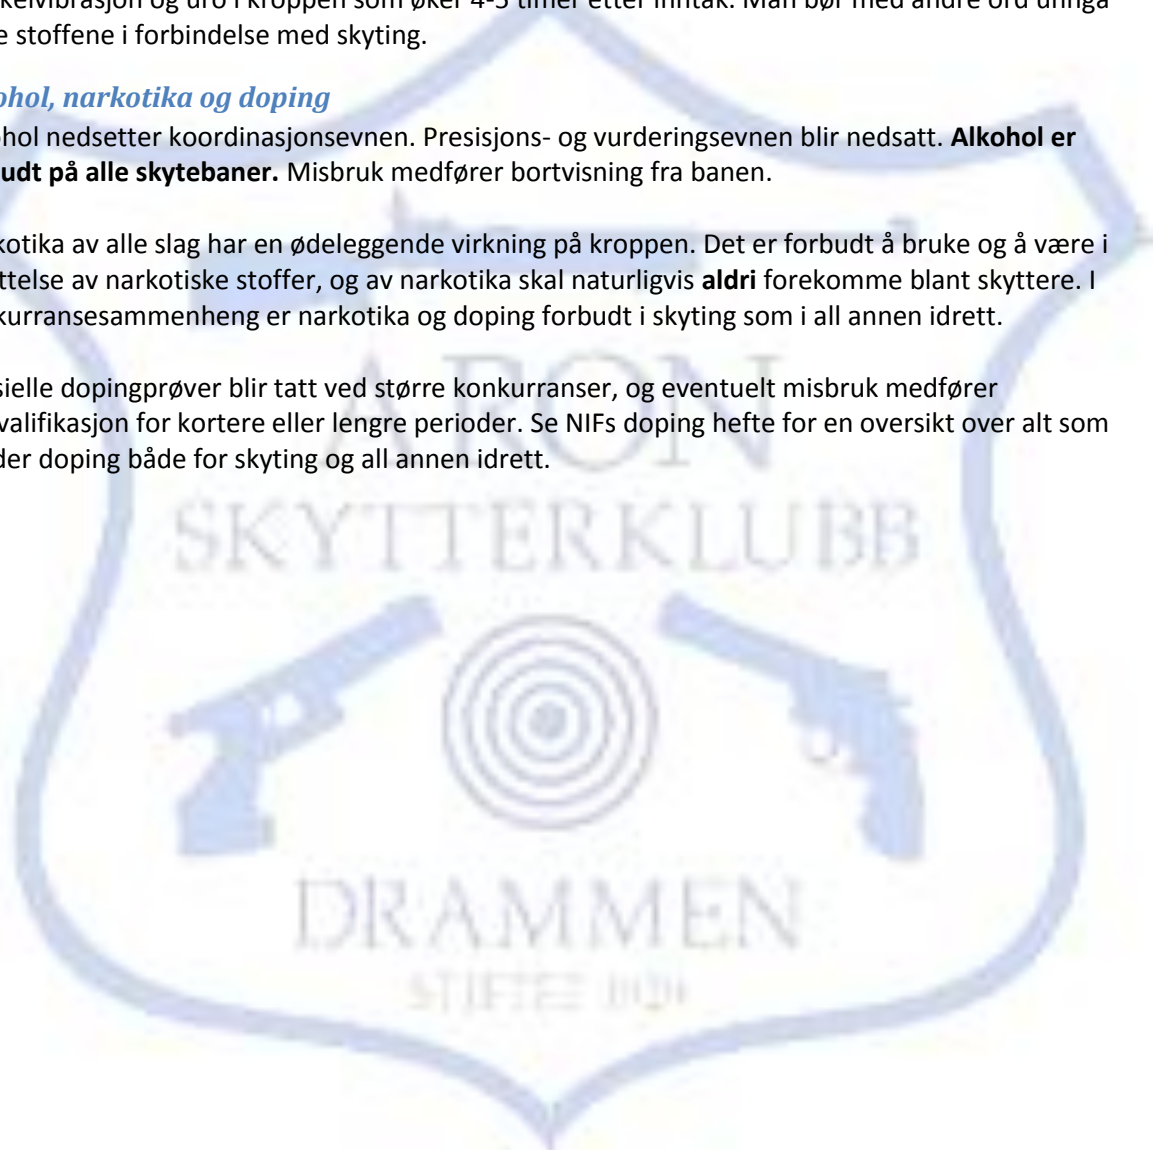 kelvibrasjon og uro i kroppen som øker 4-5 timer etter inntak. Man bør med andre ord unngå
e stoffene i forbindelse med skyting.
ohol, narkotika og doping
ohol nedsetter koordinasjonsevnen. Presisjons- og vurderingsevnen blir nedsatt. Alkohol er
udt på alle skytebaner. Misbruk medfører bortvisning fra banen.
kotika av alle slag har en ødeleggende virkning på kroppen. Det er forbudt å bruke og å være i
ttelse av narkotiske stoffer, og av narkotika skal naturligvis aldri forekomme blant skyttere. I
kurransesammenheng er narkotika og doping forbudt i skyting som i all annen idrett.
sielle dopingprøver blir tatt ved større konkurranser, og eventuelt misbruk medfører
valifikasjon for kortere eller lengre perioder. Se NIFs doping hefte for en oversikt over alt som
der doping både for skyting og all annen idrett.
ARON
SKYTTERKLUBB
DRAMMEN
STIFTET